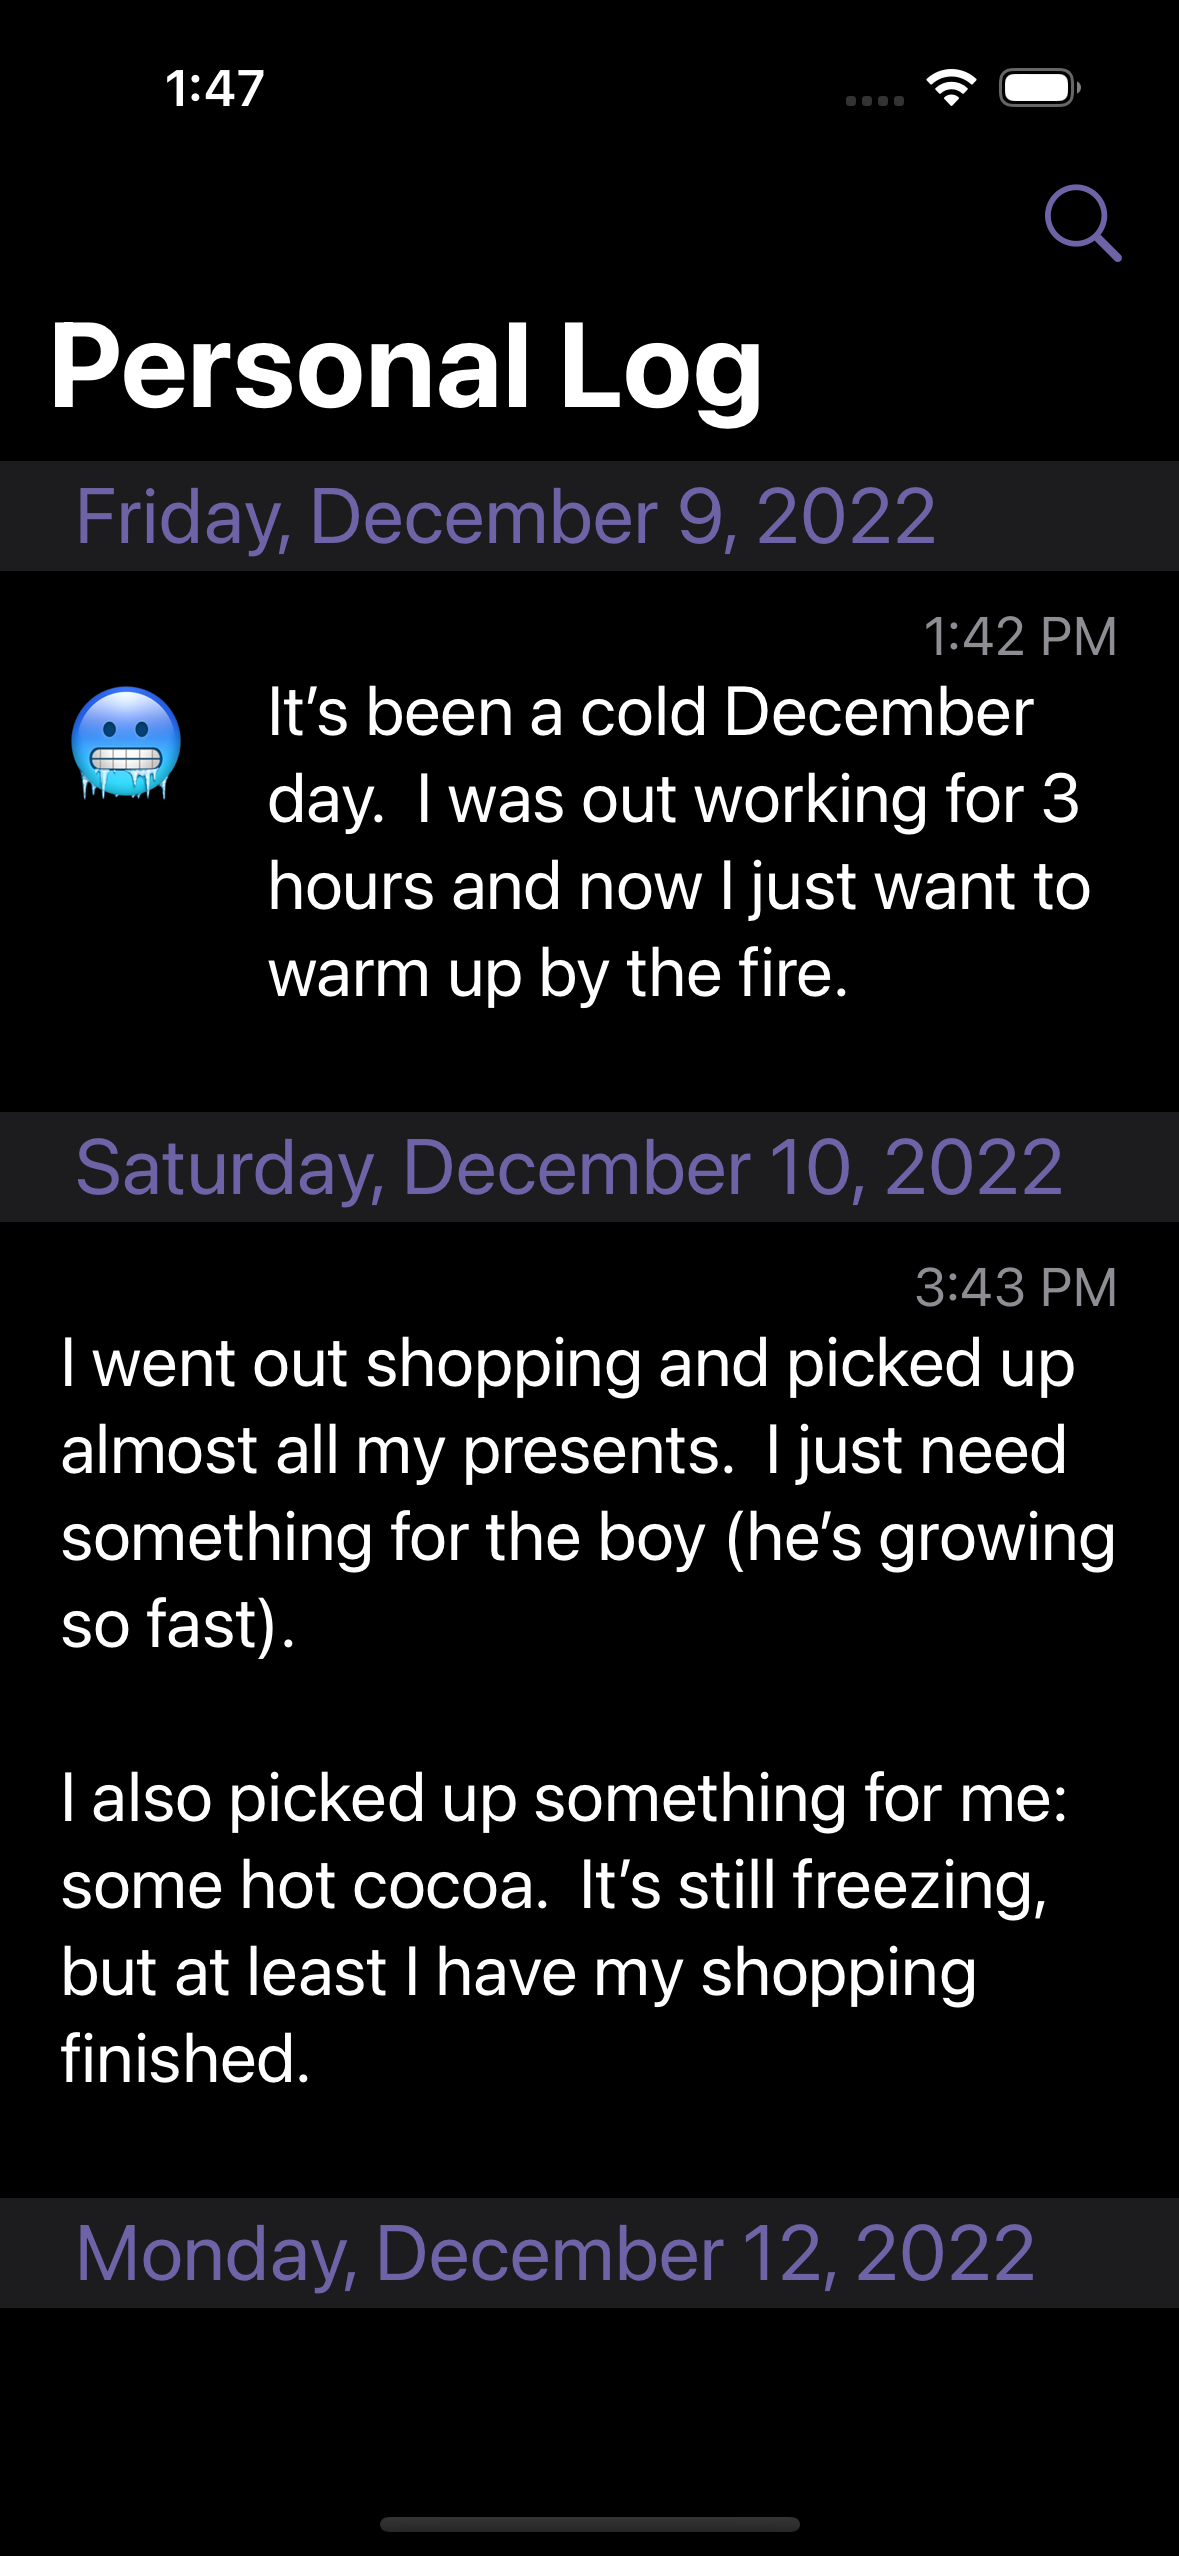 1:47
Personal Log
Friday, December 9, 2022
1:42 PM
It’s been a cold December
day.  I was out working for 3
hours and now I just want to
warm up by the fire.
Saturday, December 10, 2022
3:43 PM
I went out shopping and picked up
almost all my presents.  I just need
something for the boy (he’s growing
so fast).
I also picked up something for me:
some hot cocoa.  It’s still freezing,
but at least I have my shopping
finished.
Monday, December 12, 2022